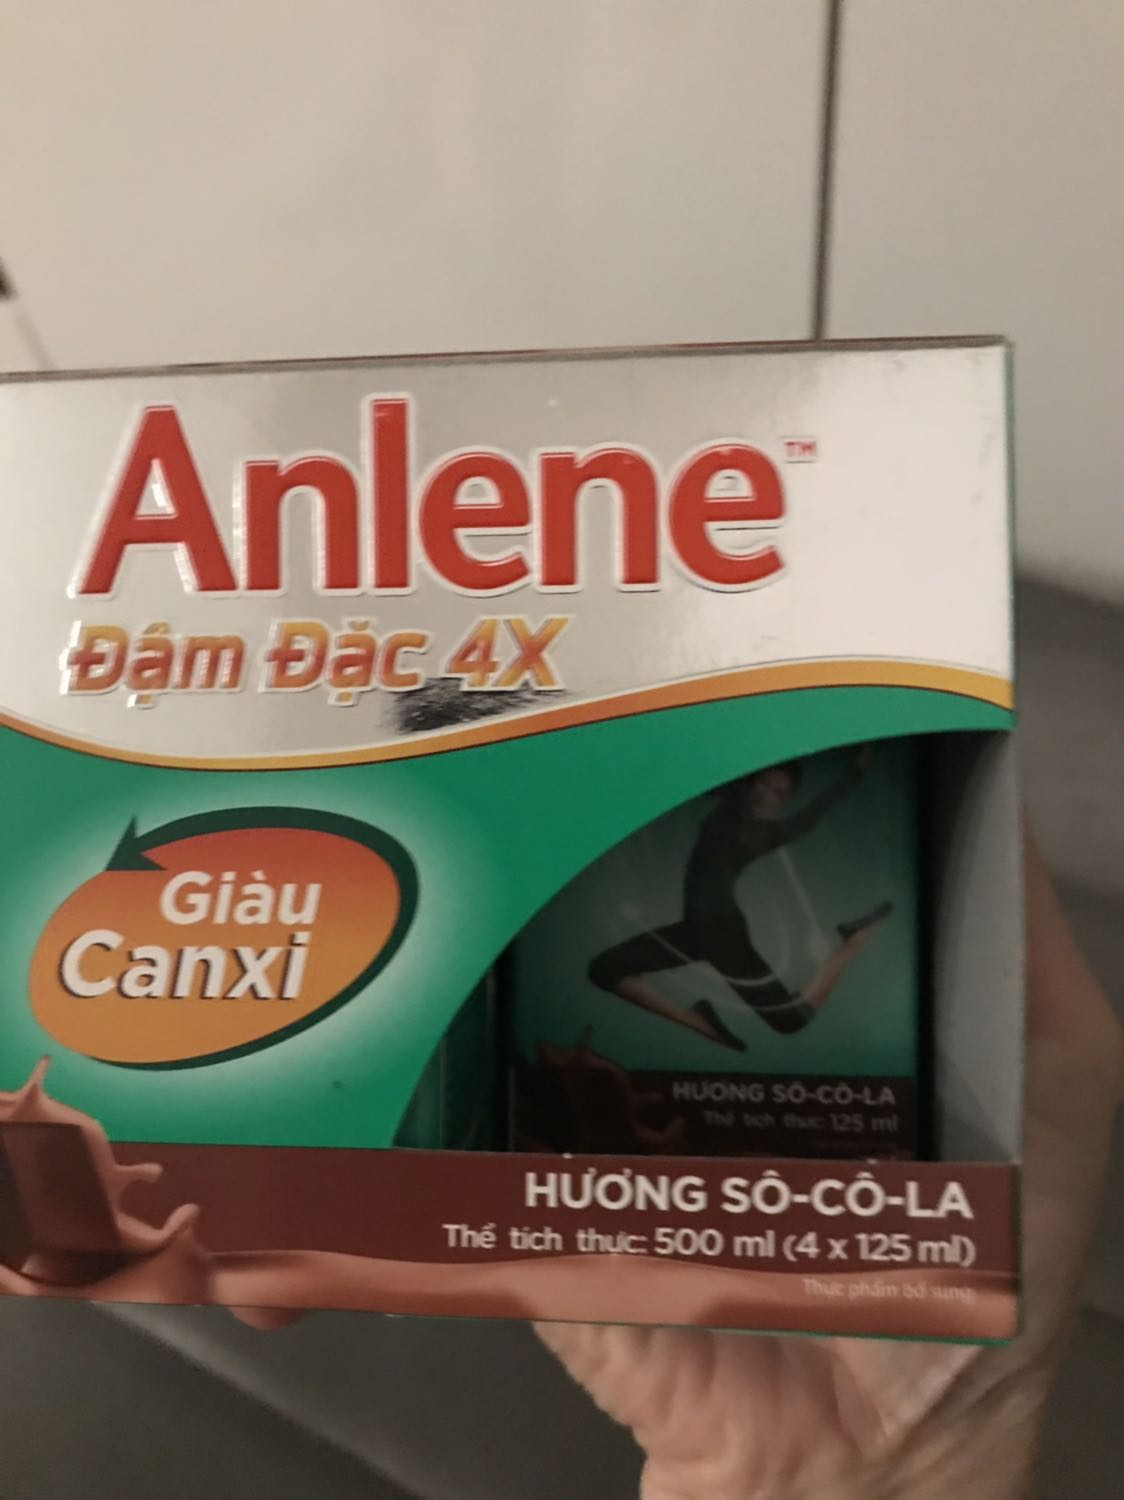 Anlene™
Đậm Đặc 4X
Giàu
Canxi
HƯƠNG SÔ-CÔ-LA
Thể tích thực: 125 ml
HƯƠNG SÔ-CÔ-LA
Thể tích thực: 500 ml (4 x 125 ml)
Thực phẩm bổ sung